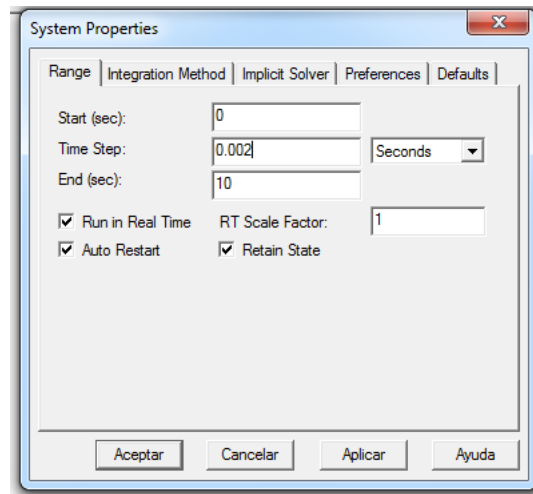 System Properties
Range Integration Method Implicit Solver Preferences Defaults
Start (sec): 0
Time Step: 0.002 Seconds
End (sec): 10
Run in Real Time RT Scale Factor: 1
Auto Restart Retain State
Aceptar Cancelar Aplicar Ayuda